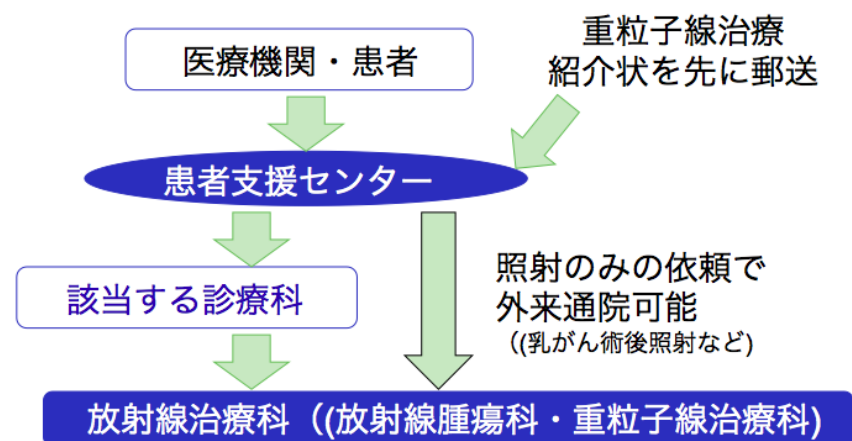 医療機関・患者
重粒子線治療
紹介状を先に郵送
患者支援センター
該当する診療科
照射のみの依頼で
外来通院可能
((乳がん術後照射など)
放射線治療科((放射線腫瘍科・重粒子線治療科)